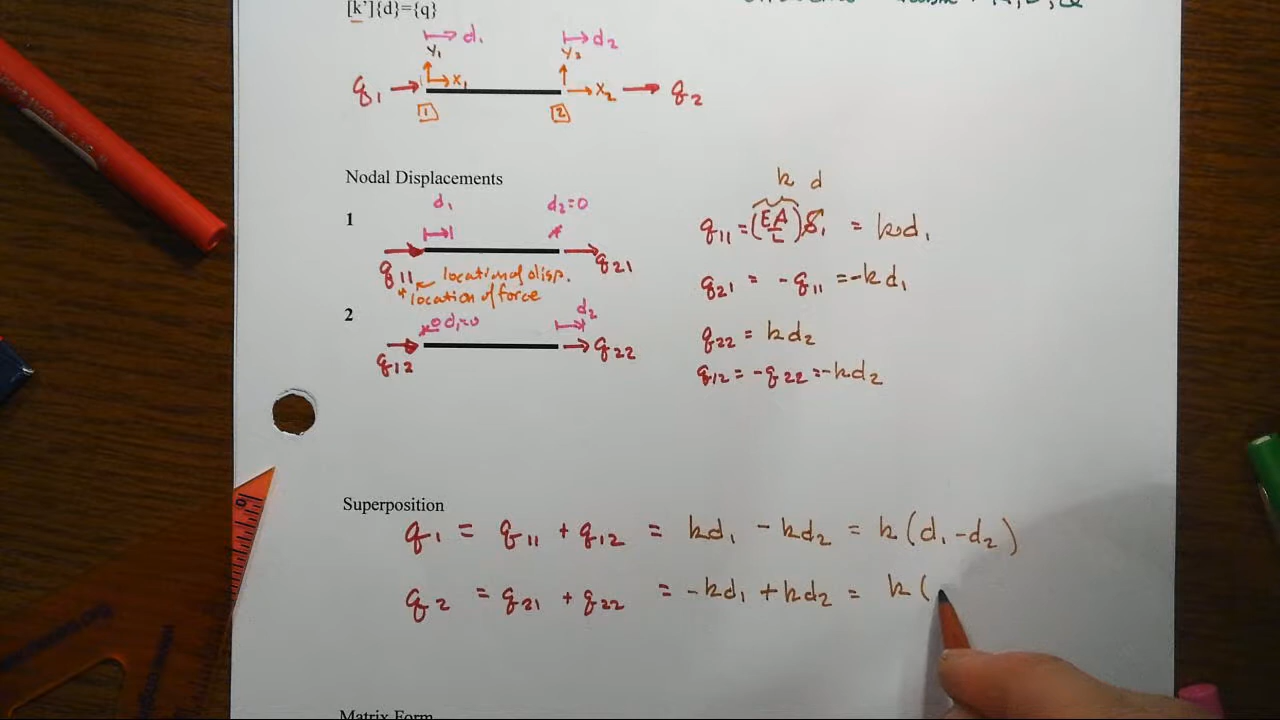 [k']{d}={q}
d₁ d₂
y₁ y₂
q₁ x₁ x₂ q₂
1 2
Nodal Displacements
k d
1
d₁ d₂=0
q₁₁ = (EA/L)δ₁ = kd₁
q₁₁ q₂₁
location of disp.
location of force
q₂₁ = -q₁₁ = -kd₁
2
d₁=0 d₂
q₁₂ q₂₂
q₂₂ = kd₂
q₁₂ = -q₂₂ = -kd₂
Superposition
q₁ = q₁₁ + q₁₂ = kd₁ - kd₂ = k(d₁-d₂)
q₂ = q₂₁ + q₂₂ = -kd₁ + kd₂ = k(
Matrix Form